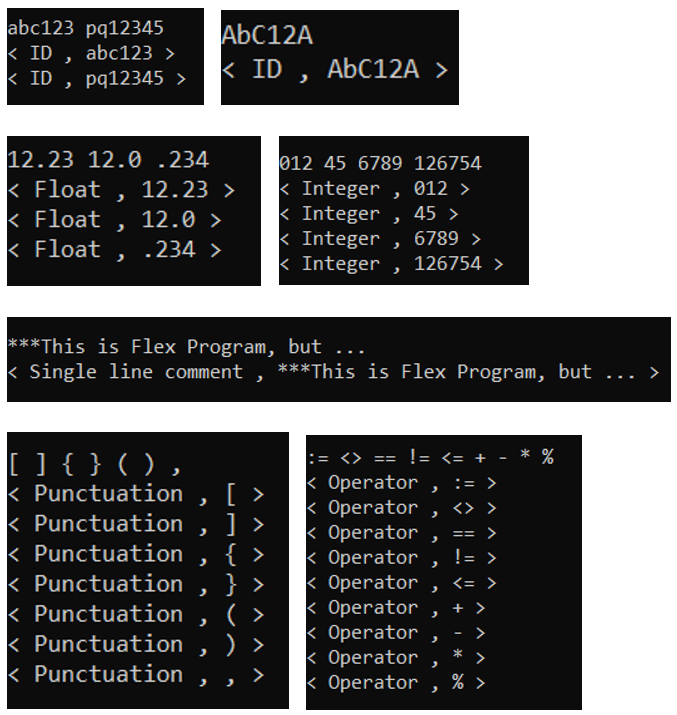 abc123 pq12345
< ID , abc123 >
< ID , pq12345 >
AbC12A
< ID , AbC12A >
12.23 12.0 .234
< Float , 12.23 >
< Float , 12.0 >
< Float , .234 >
012 45 6789 126754
< Integer , 012 >
< Integer , 45 >
< Integer , 6789 >
< Integer , 126754 >
***This is Flex Program, but ...
< Single line comment , ***This is Flex Program, but ... >
[ ] { } ( ) ,
< Punctuation , [ >
< Punctuation , ] >
< Punctuation , { >
< Punctuation , } >
< Punctuation , ( >
< Punctuation , ) >
< Punctuation , , >
:= <> == != <= + - * %
< Operator , := >
< Operator , <> >
< Operator , == >
< Operator , != >
< Operator , <= >
< Operator , + >
< Operator , - >
< Operator , * >
< Operator , % >